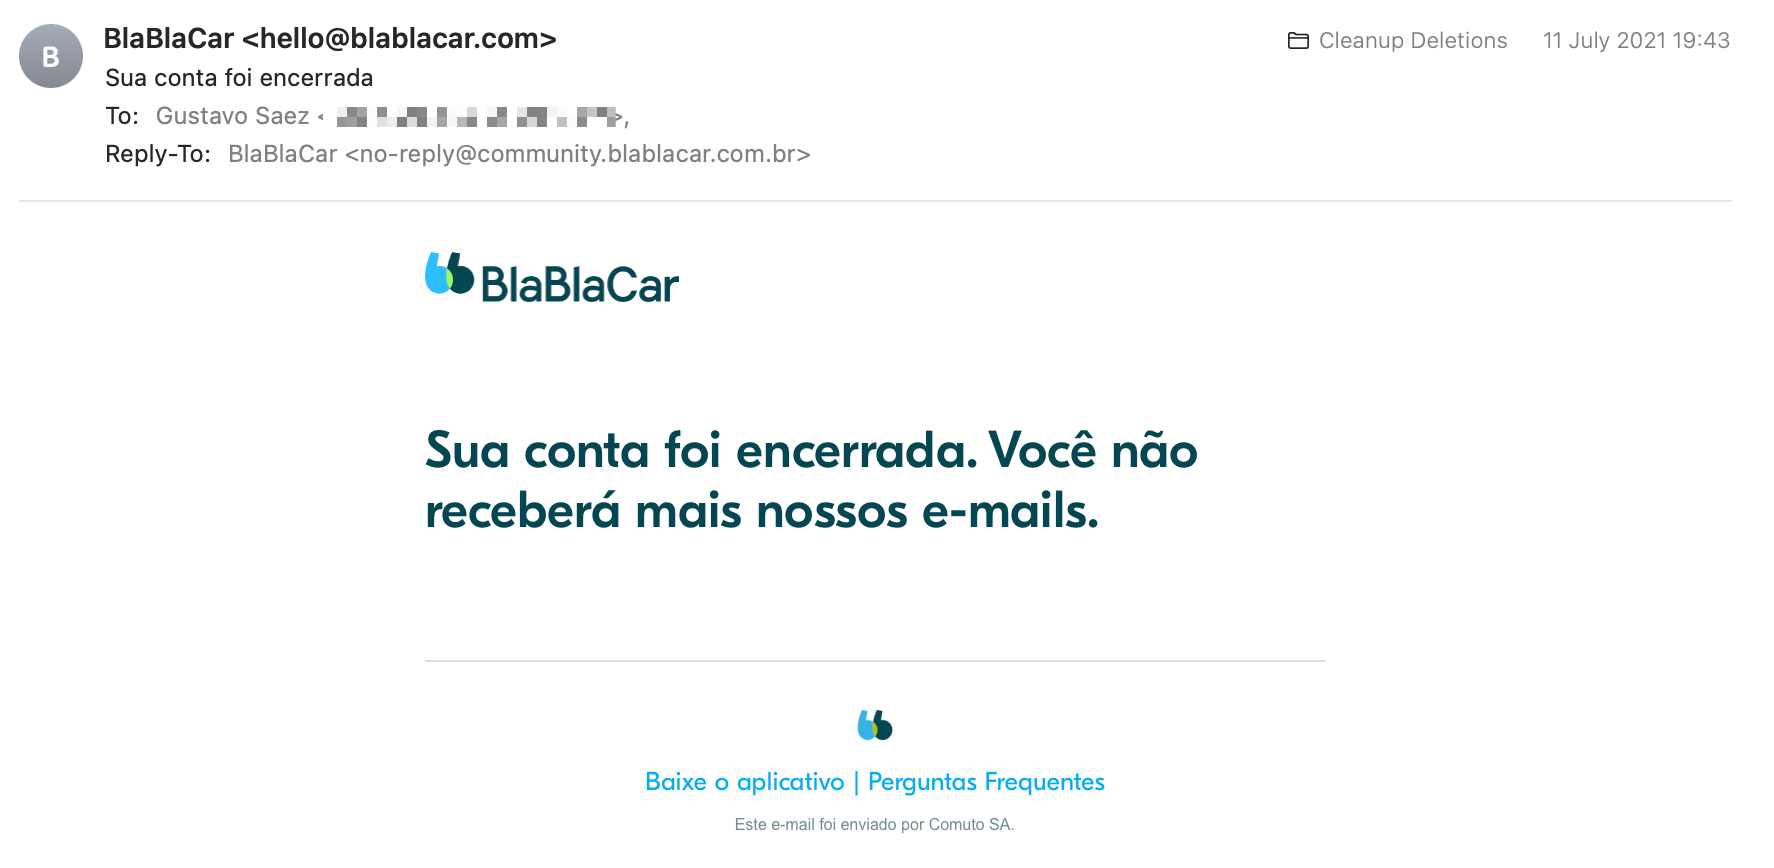 B
BlaBlaCar <hello@blablacar.com>
Cleanup Deletions
11 July 2021 19:43
Sua conta foi encerrada
To: Gustavo Saez < >,
Reply-To: BlaBlaCar <no-reply@community.blablacar.com.br>
BlaBlaCar
Sua conta foi encerrada. Você não
receberá mais nossos e-mails.
Baixe o aplicativo | Perguntas Frequentes
Este e-mail foi enviado por Comuto SA.